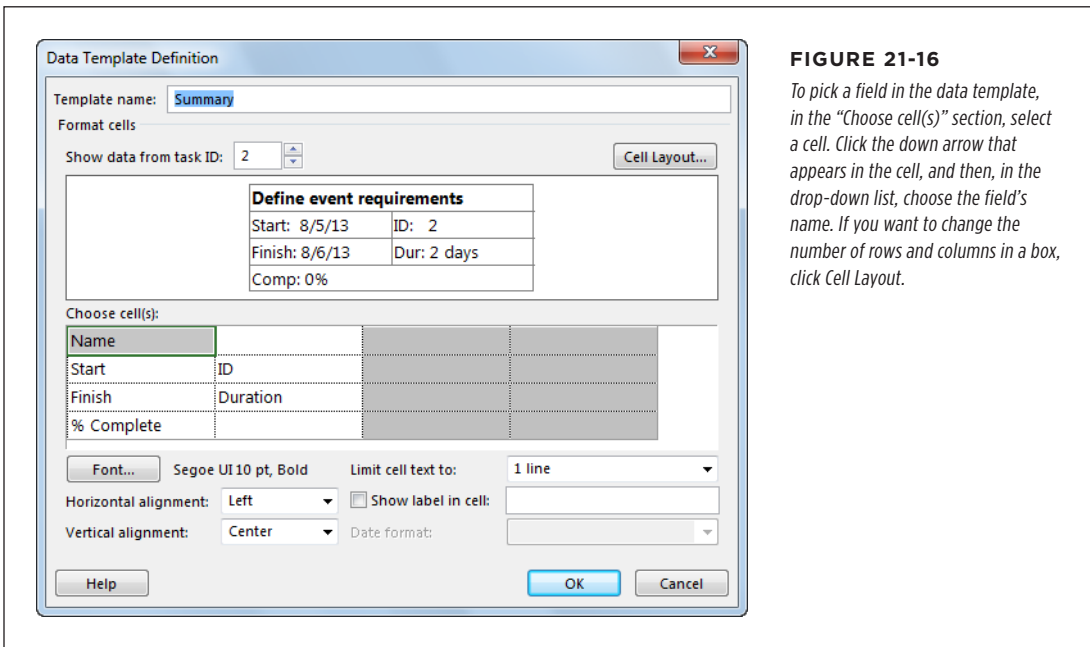 Data Template Definition
Template name: Summary
Format cells
Show data from task ID: 2
Cell Layout...
Define event requirements
Start: 8/5/13 ID: 2
Finish: 8/6/13 Dur: 2 days
Comp: 0%
Choose cell(s):
Name
Start ID
Finish Duration
% Complete
Font... Segoe UI 10 pt, Bold Limit cell text to: 1 line
Horizontal alignment: Left Show label in cell:
Vertical alignment: Center Date format:
Help OK Cancel
FIGURE 21-16
To pick a field in the data template,
in the “Choose cell(s)” section, select
a cell. Click the down arrow that
appears in the cell, and then, in the
drop-down list, choose the field’s
name. If you want to change the
number of rows and columns in a box,
click Cell Layout.